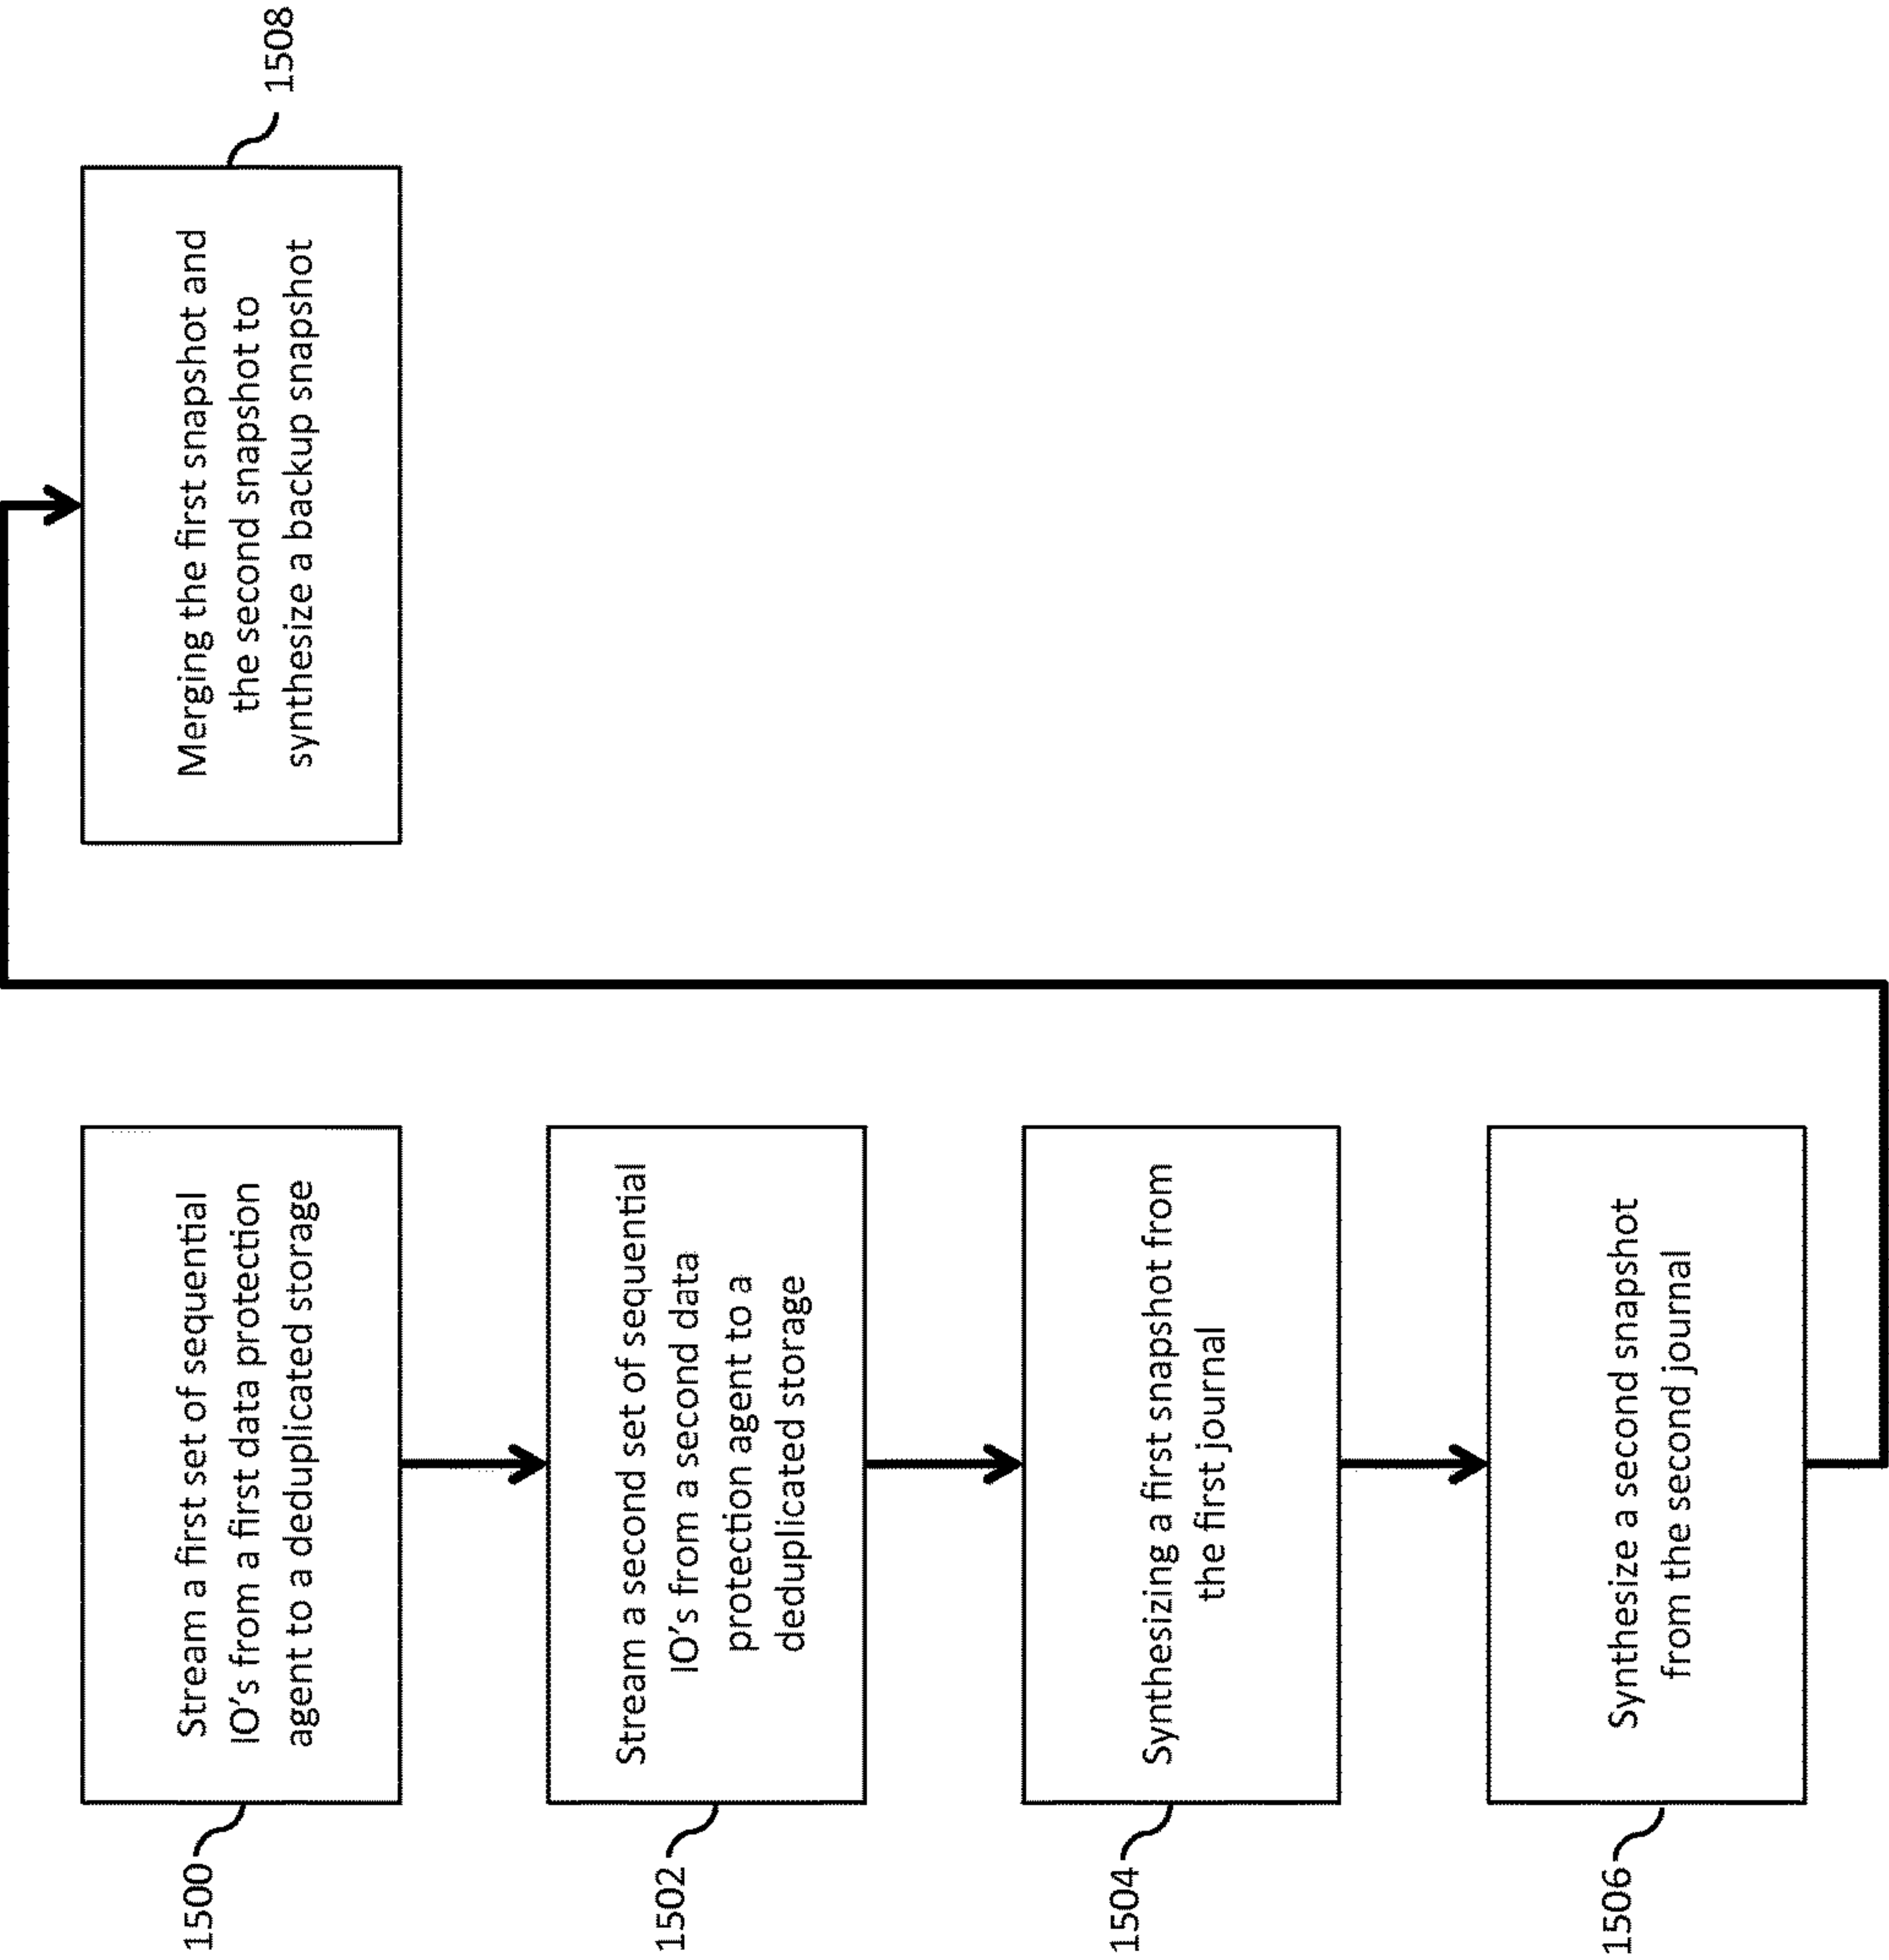 1500
Stream a first set of sequential
IO's from a first data protection
agent to a deduplicated storage
1502
Stream a second set of sequential
IO's from a second data
protection agent to a
deduplicated storage
1504
Synthesizing a first snapshot from
the first journal
1506
Synthesize a second snapshot
from the second journal
Merging the first snapshot and
the second snapshot to
synthesize a backup snapshot
1508